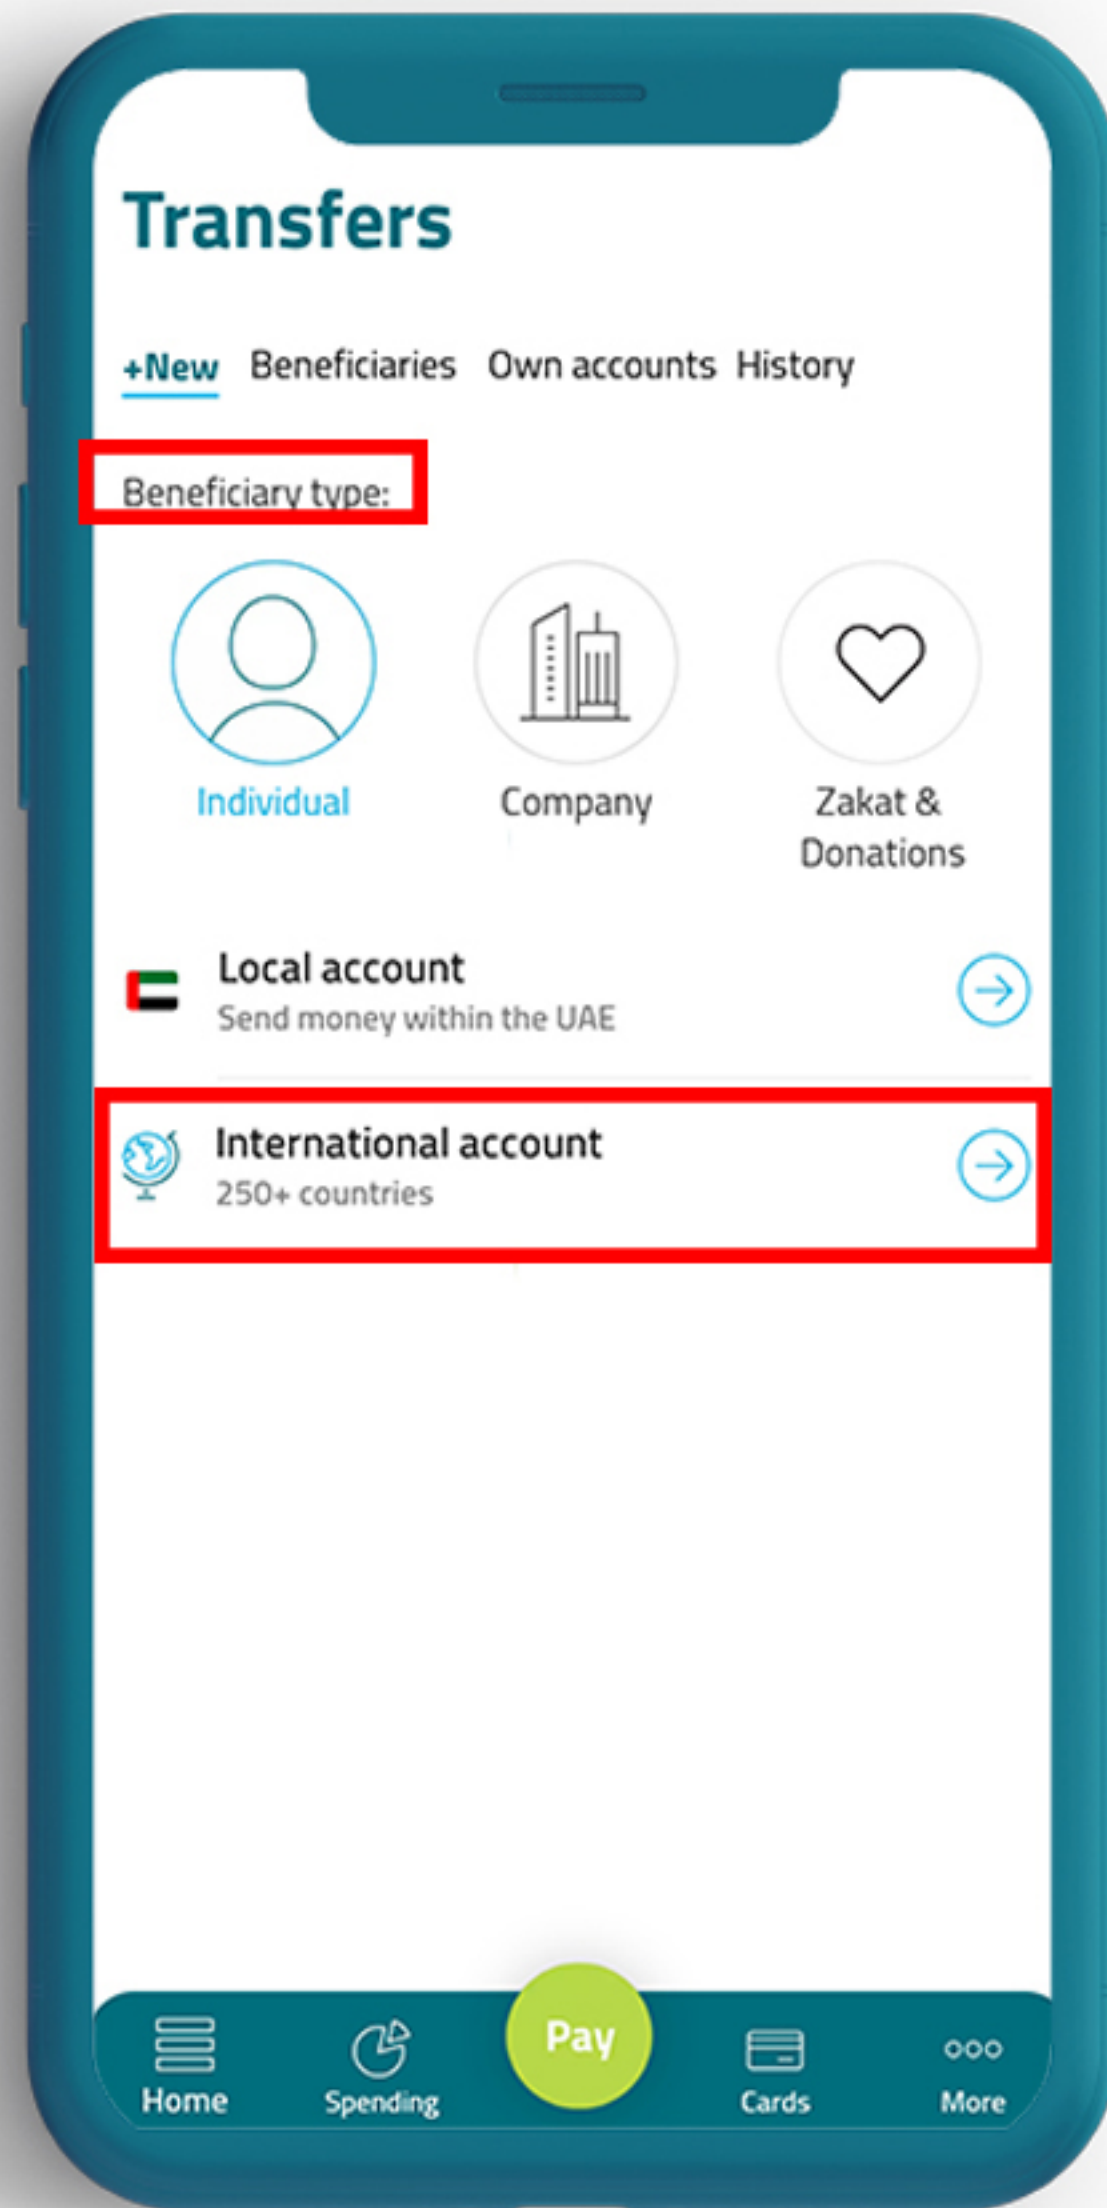 Transfers
+New Beneficiaries Own accounts History
Beneficiary type:
Individual Company Zakat & Donations
Local account
Send money within the UAE
International account
250+ countries
Pay
Home Spending Cards More